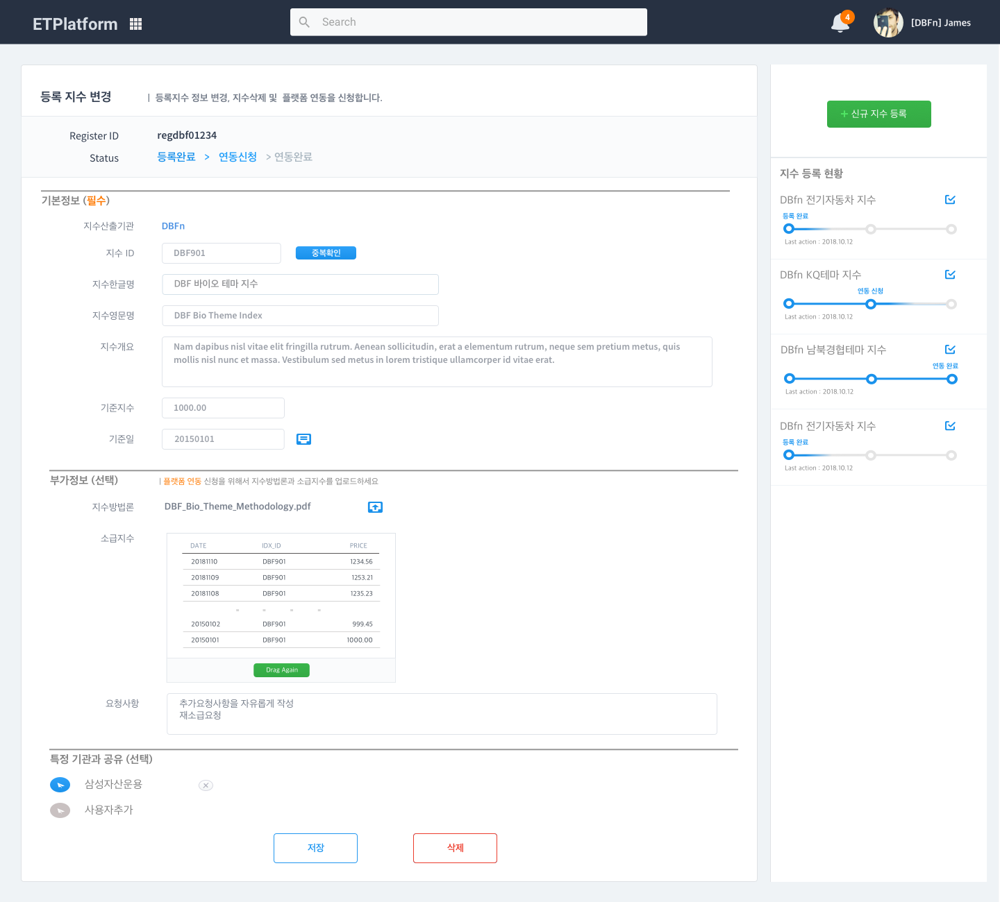 ETPlatform
Search
4
[DBFn] James
등록 지수 변경
| 등록지수 정보 변경, 지수삭제 및 플랫폼 연동을 신청합니다.
Register ID
regdbf01234
Status
등록완료 > 연동신청 > 연동완료
기본정보 (필수)
지수산출기관
DBFn
지수 ID
DBF901
중복확인
지수한글명
DBF 바이오 테마 지수
지수영문명
DBF Bio Theme Index
지수개요
Nam dapibus nisl vitae elit fringilla rutrum. Aenean sollicitudin, erat a elementum rutrum, neque sem pretium metus, quis
mollis nisl nunc et massa. Vestibulum sed metus in lorem tristique ullamcorper id vitae erat.
기준지수
1000.00
기준일
20150101
부가정보 (선택)
| 플랫폼 연동 신청을 위해서 지수방법론과 소급지수를 업로드하세요
지수방법론
DBF_Bio_Theme_Methodology.pdf
소급지수
DATE IDX_ID PRICE
20181110 DBF901 1234.56
20181109 DBF901 1253.21
20181108 DBF901 1235.23
20150102 DBF901 999.45
20150101 DBF901 1000.00
Drag Again
요청사항
추가요청사항을 자유롭게 작성
재소급요청
특정 기관과 공유 (선택)
삼성자산운용
사용자추가
저장
삭제
+ 신규 지수 등록
지수 등록 현황
DBfn 전기자동차 지수
등록 완료
Last action : 2018.10.12
DBfn KQ테마 지수
연동 신청
Last action : 2018.10.12
DBfn 남북경협테마 지수
연동 완료
Last action : 2018.10.12
DBfn 전기자동차 지수
등록 완료
Last action : 2018.10.12